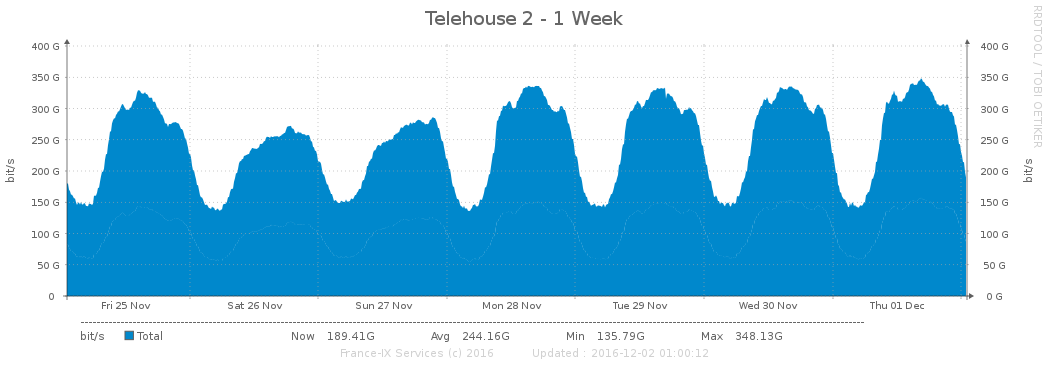 Telehouse 2 - 1 Week
RRDTOOL / TOBI OETIKER
400 G 400 G
350 G 350 G
300 G 300 G
250 G 250 G
200 G 200 G
150 G 150 G
100 G 100 G
50 G 50 G
0 0 G
bit/s bit/s
Fri 25 Nov Sat 26 Nov Sun 27 Nov Mon 28 Nov Tue 29 Nov Wed 30 Nov Thu 01 Dec
bit/s Total Now 189.41G Avg 244.16G Min 135.79G Max 348.13G
France-IX Services (c) 2016 Updated : 2016-12-02 01:00:12